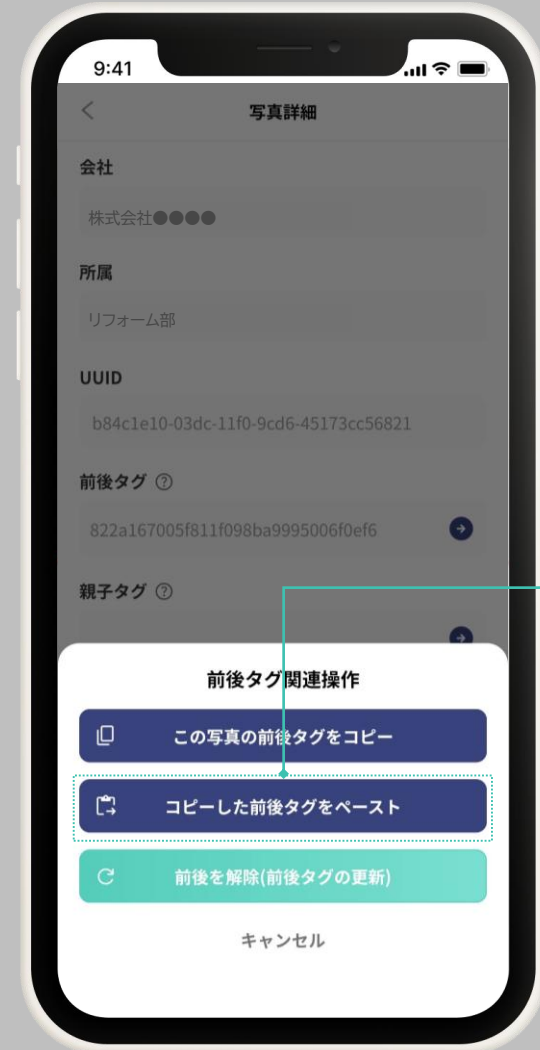 9:41
写真詳細
会社
株式会社●●●●
所属
リフォーム部
UUID
b84c1e10-03dc-11f0-9cd6-45173cc56821
前後タグ ?
822a167005f811f098ba9995006f0ef6
親子タグ ?
前後タグ関連操作
この写真の前後タグをコピー
コピーした前後タグをペースト
前後を解除(前後タグの更新)
キャンセル